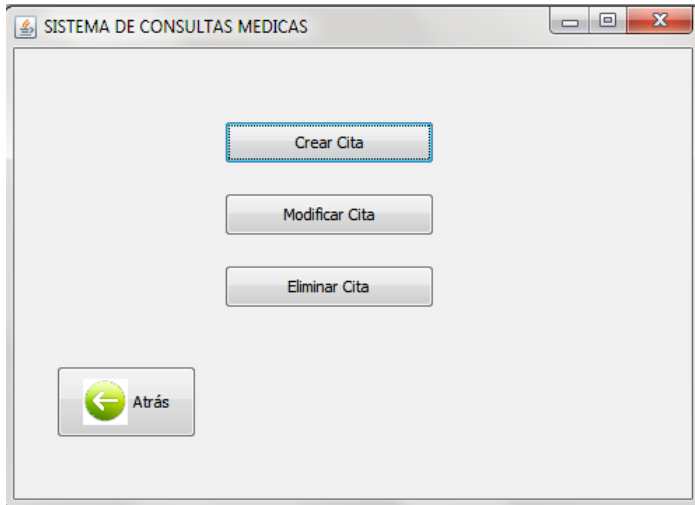 SISTEMA DE CONSULTAS MEDICAS
Crear Cita
Modificar Cita
Eliminar Cita
Atrás